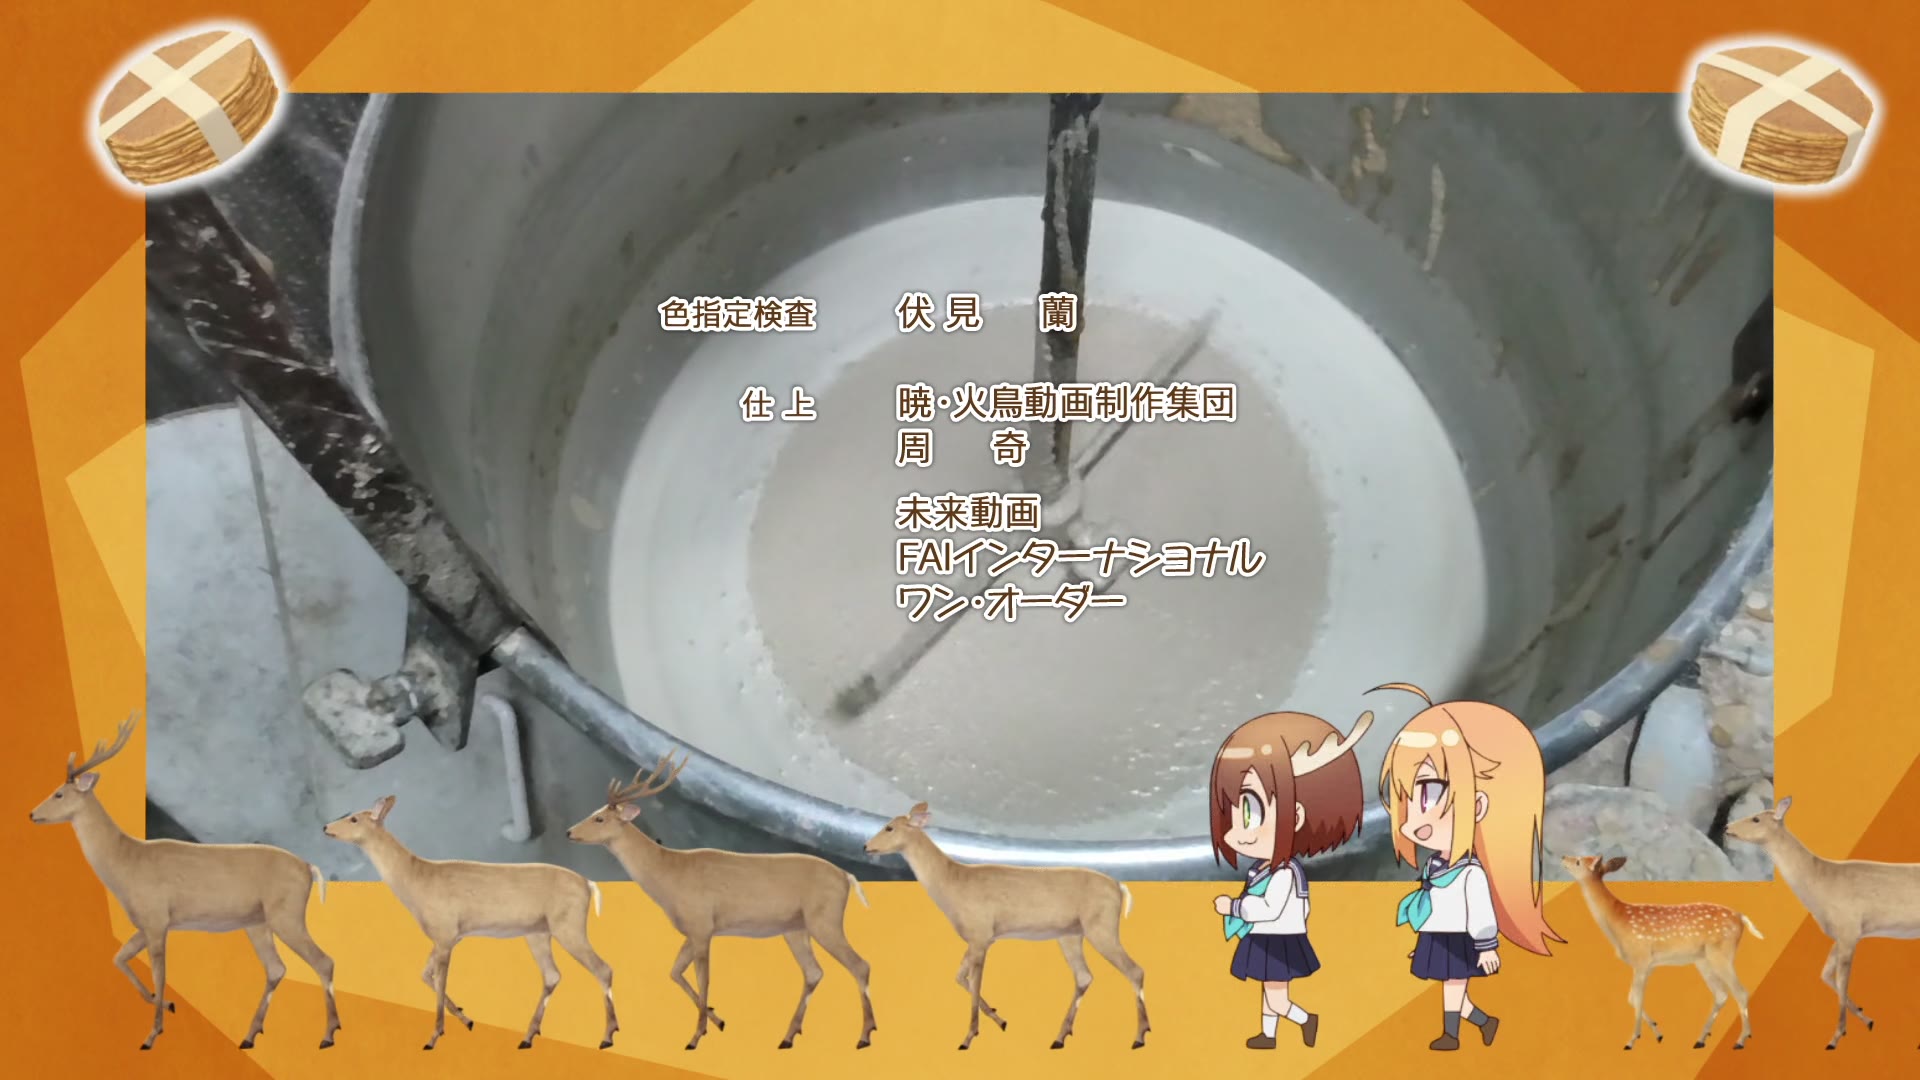 色指定検査 伏見 蘭
仕上 暁・火鳥動画制作集団
周 奇
未来動画
FAIインターナショナル
ワン・オーダー